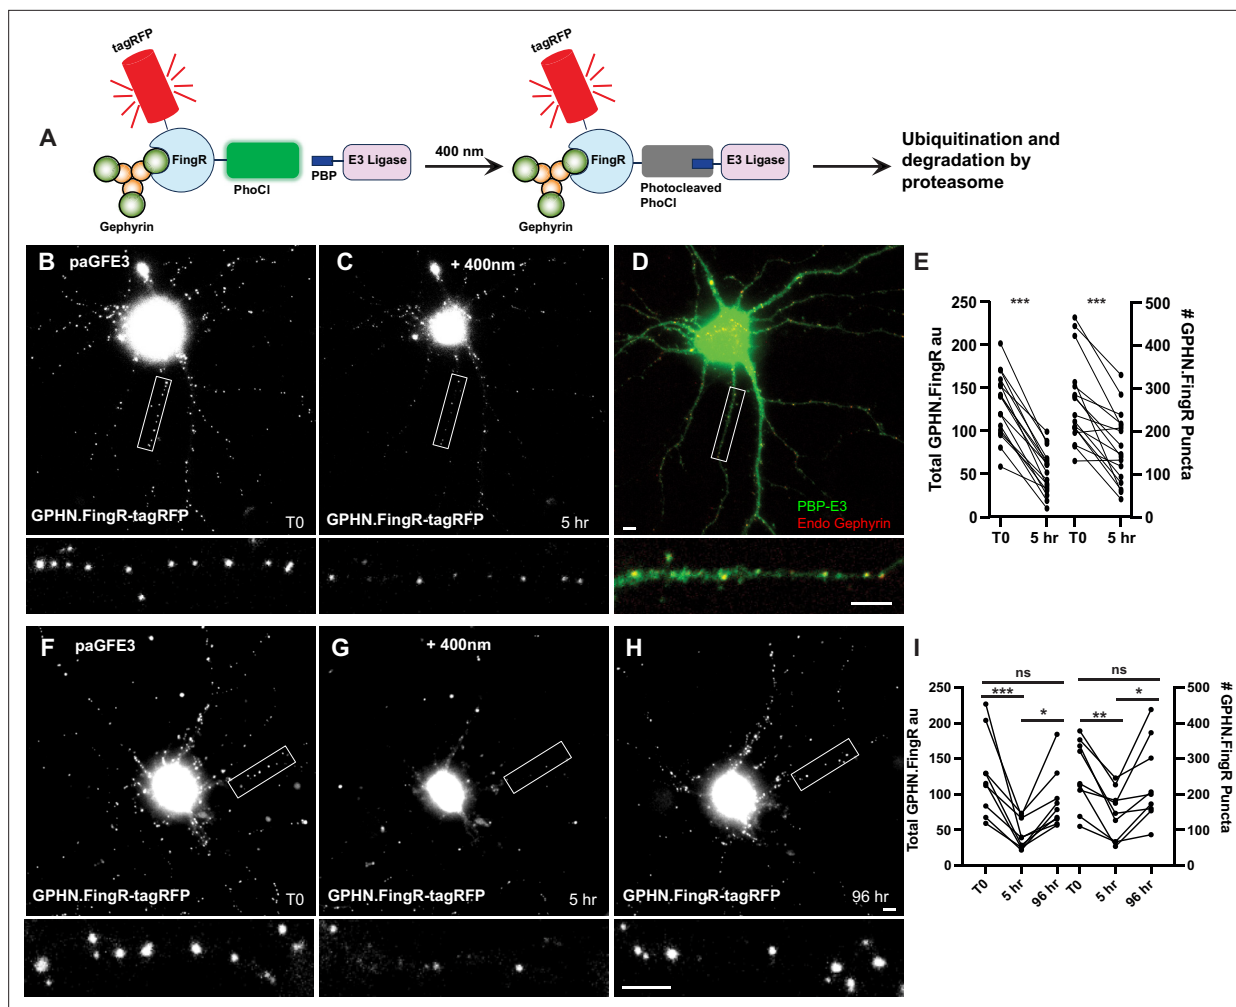 tagRFP
tagRFP
A
FingR
PhoCl
PBP
E3 Ligase
Gephyrin
400 nm
FingR
E3 Ligase
Photocleaved
PhoCl
Gephyrin
Ubiquitination and
degradation by
proteasome
B
paGFE3
GPHN.FingR-tagRFP
T0
C
+ 400nm
GPHN.FingR-tagRFP
5 hr
D
PBP-E3
Endo Gephyrin
E
*** ***
Total GPHN.FingR au
250
200
150
100
50
0
# GPHN.FingR Puncta
500
400
300
200
100
0
T0 5 hr T0 5 hr
F
paGFE3
GPHN.FingR-tagRFP
T0
G
+ 400nm
GPHN.FingR-tagRFP
5 hr
H
GPHN.FingR-tagRFP
96 hr
I
ns ns
*** * ** *
Total GPHN.FingR au
250
200
150
100
50
0
# GPHN.FingR Puncta
500
400
300
200
100
0
T0 5 hr 96 hr T0 5 hr 96 hr